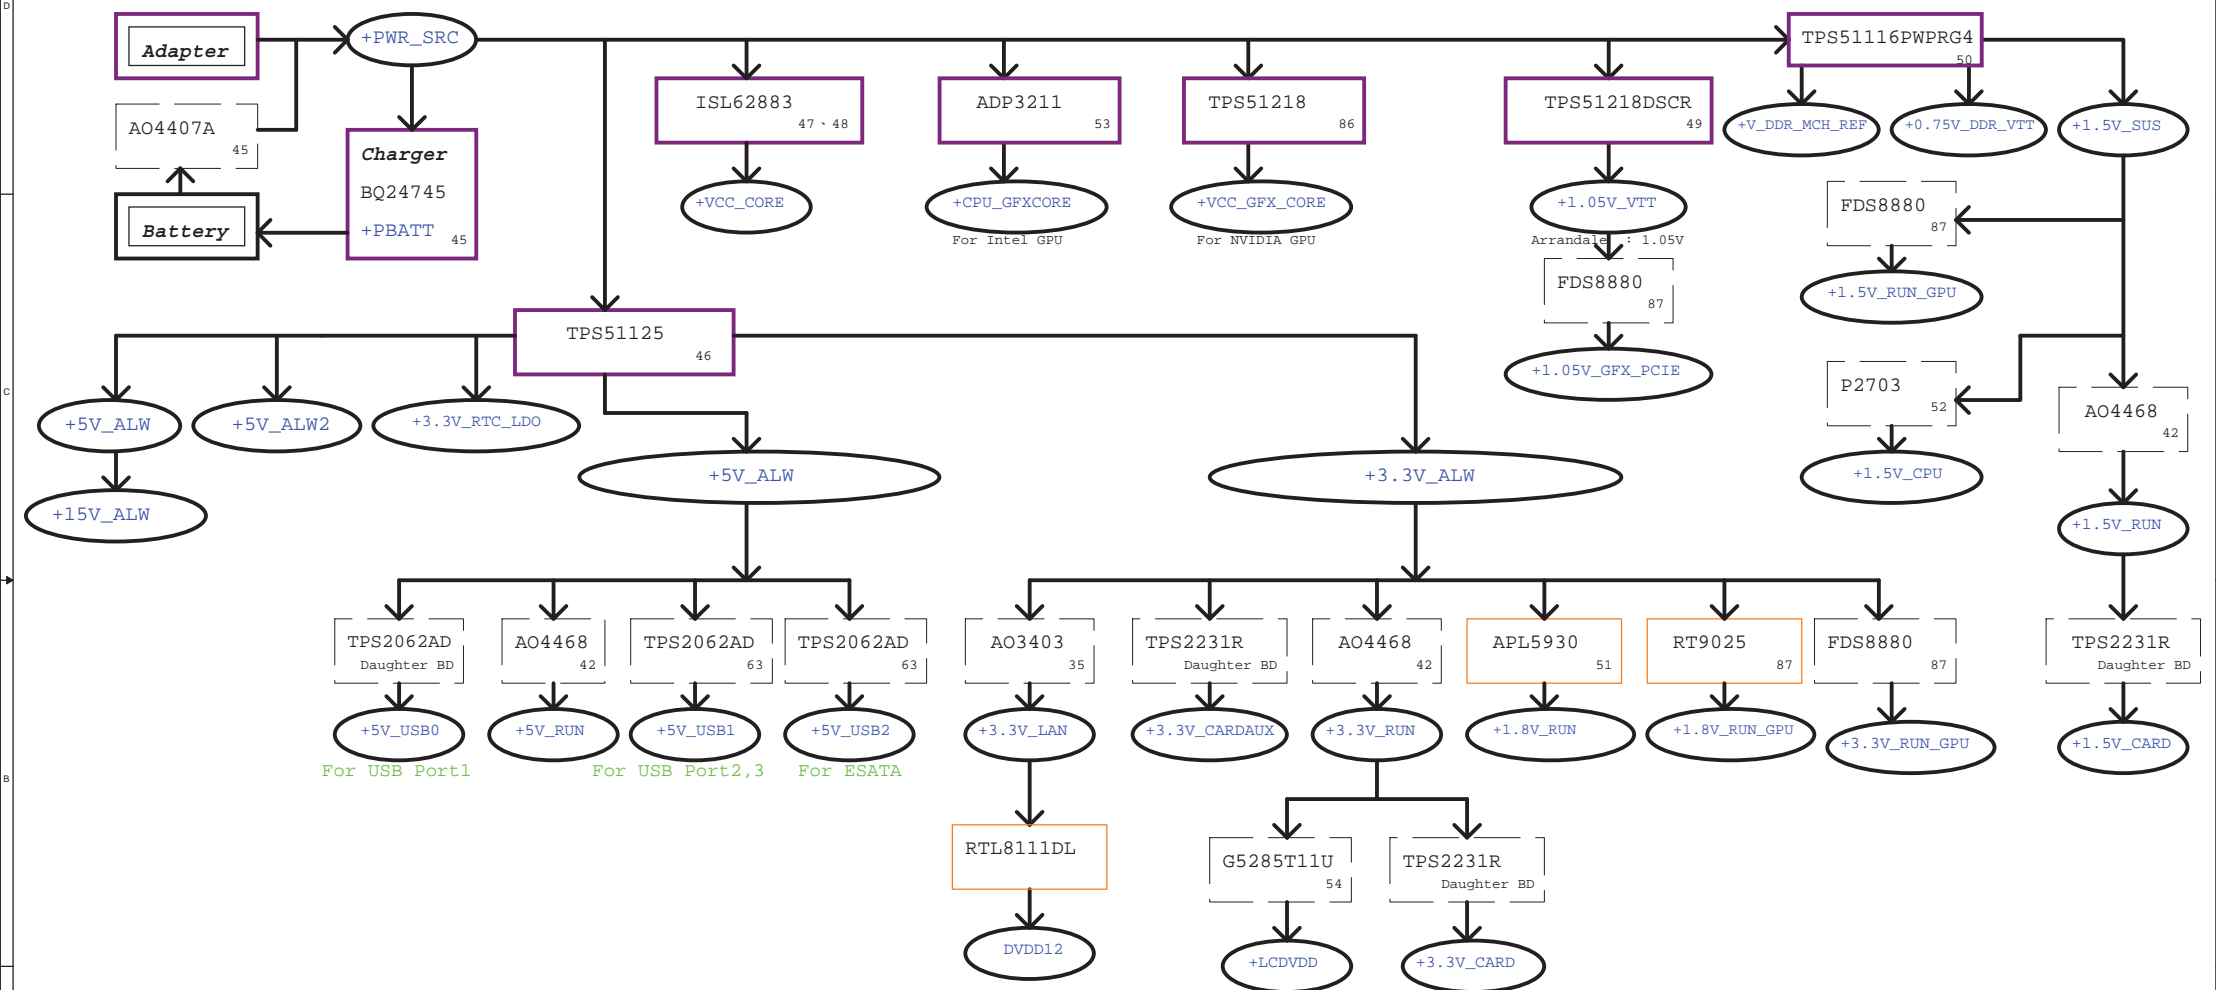 D
Adapter
+PWR_SRC
TPS51116PWPRG4
50
AO4407A
45
ISL62883
47、48
ADP3211
53
TPS51218
86
TPS51218DSCR
49
+V_DDR_MCH_REF
+0.75V_DDR_VTT
+1.5V_SUS
Charger
BQ24745
+PBATT
45
Battery
+VCC_CORE
+CPU_GFXCORE
For Intel GPU
+VCC_GFX_CORE
For NVIDIA GPU
+1.05V_VTT
Arrandale : 1.05V
FDS8880
87
FDS8880
87
+1.5V_RUN_GPU
TPS51125
46
+1.05V_GFX_PCIE
P2703
52
AO4468
42
C
+5V_ALW
+5V_ALW2
+3.3V_RTC_LDO
+5V_ALW
+3.3V_ALW
+1.5V_CPU
+15V_ALW
+1.5V_RUN
TPS2062AD
Daughter BD
AO4468
42
TPS2062AD
63
TPS2062AD
63
AO3403
35
TPS2231R
Daughter BD
AO4468
42
APL5930
51
RT9025
87
FDS8880
87
TPS2231R
Daughter BD
+5V_USB0
+5V_RUN
+5V_USB1
+5V_USB2
+3.3V_LAN
+3.3V_CARDAUX
+3.3V_RUN
+1.8V_RUN
+1.8V_RUN_GPU
+3.3V_RUN_GPU
+1.5V_CARD
For USB Port1
For USB Port2,3
For ESATA
B
RTL8111DL
G5285T11U
54
TPS2231R
Daughter BD
DVDD12
+LCDVDD
+3.3V_CARD